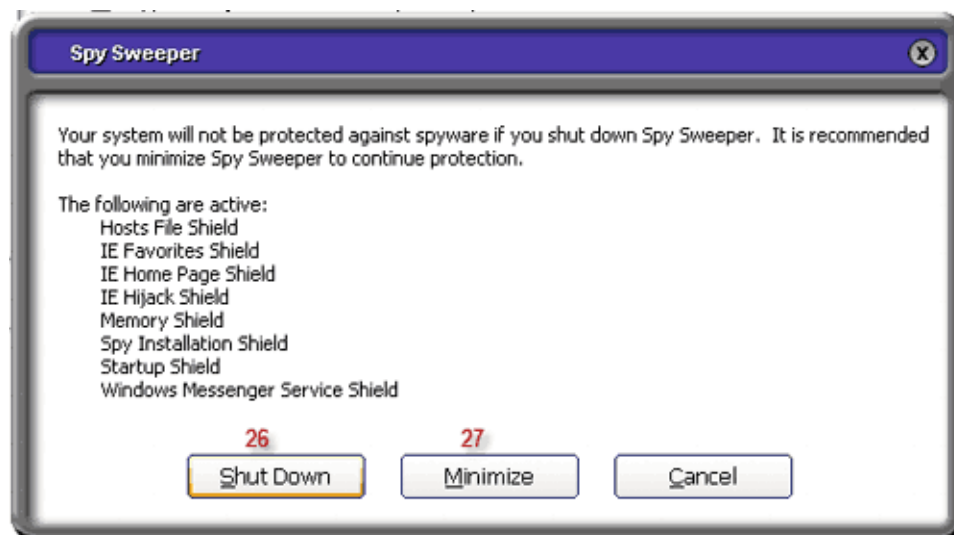 Spy Sweeper
Your system will not be protected against spyware if you shut down Spy Sweeper. It is recommended
that you minimize Spy Sweeper to continue protection.
The following are active:
Hosts File Shield
IE Favorites Shield
IE Home Page Shield
IE Hijack Shield
Memory Shield
Spy Installation Shield
Startup Shield
Windows Messenger Service Shield
26 27
Shut Down Minimize Cancel